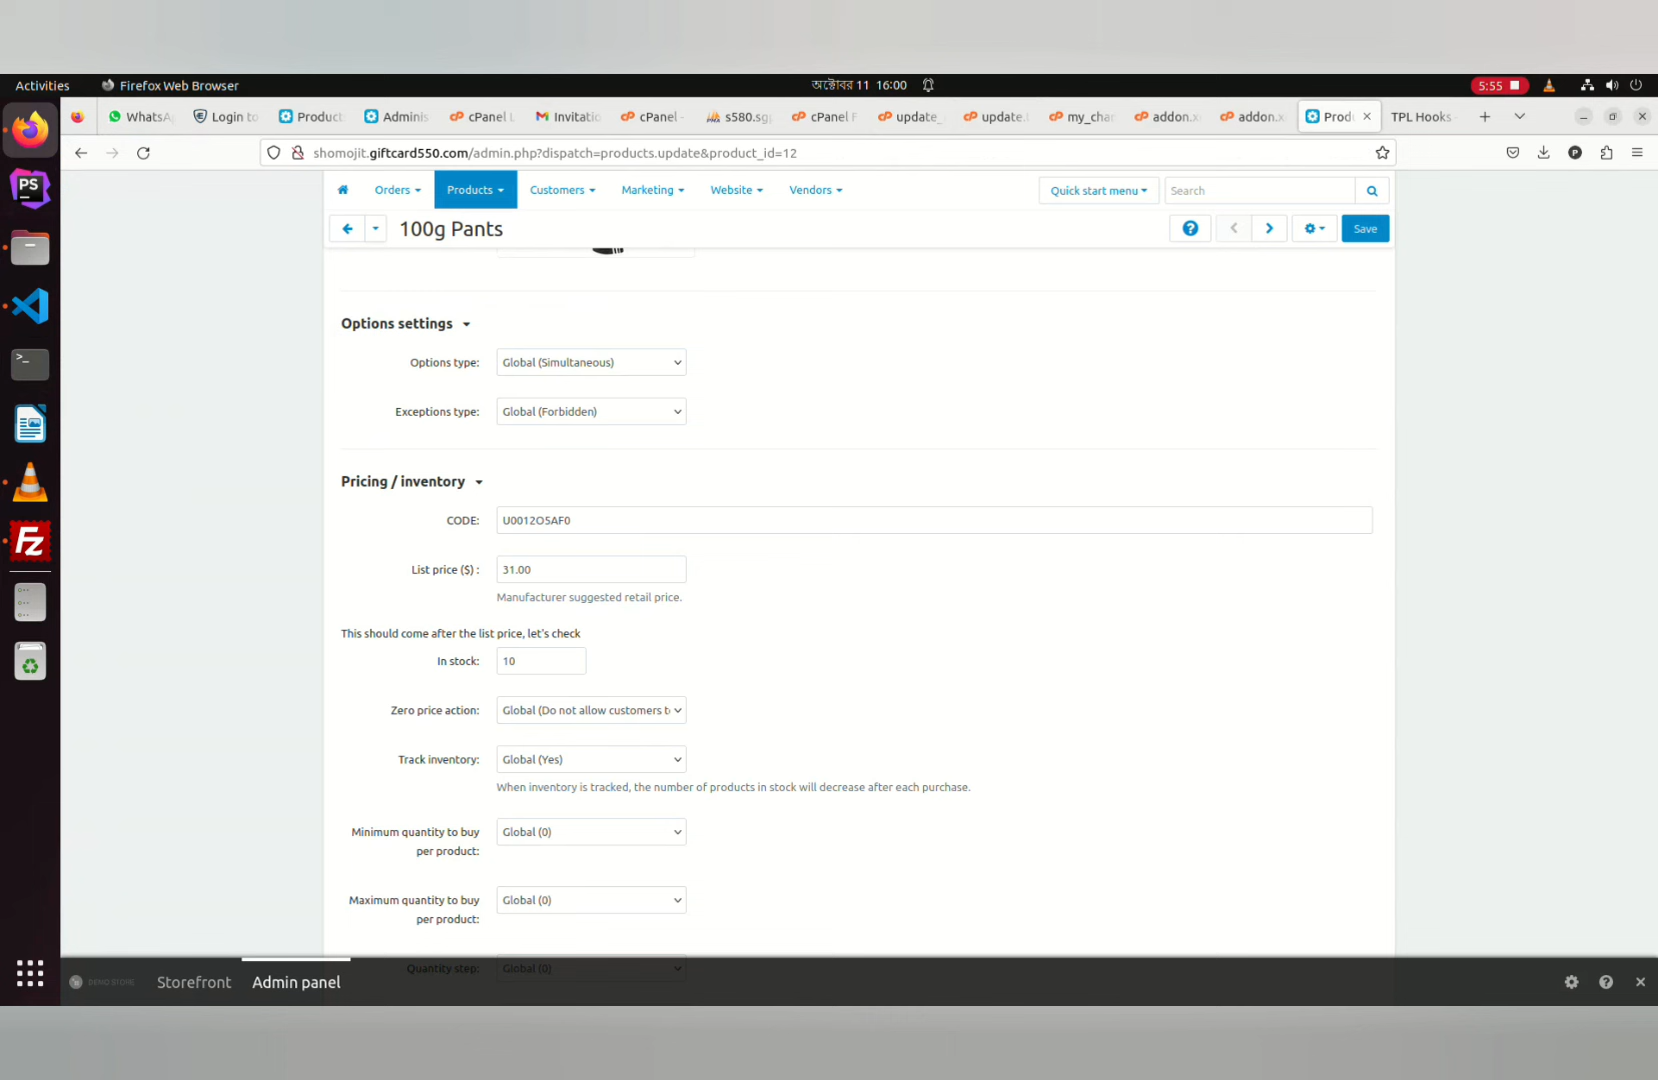 Activities Firefox Web Browser অক্টোবর 11 16:00 5:55
WhatsA Login to Product Adminis cPanel L Invitatio cPanel - s580.sg cPanel F update_ update.t my_cha addon.x addon.x Produ TPL Hooks
shomojit.giftcard550.com/admin.php?dispatch=products.update&product_id=12
Orders Products Customers Marketing Website Vendors Quick start menu Search
100g Pants Save
Options settings
Options type: Global (Simultaneous)
Exceptions type: Global (Forbidden)
Pricing / inventory
CODE: U0012O5AF0
List price ($) : 31.00
Manufacturer suggested retail price.
This should come after the list price, let's check
In stock: 10
Zero price action: Global (Do not allow customers to
Track inventory: Global (Yes)
When inventory is tracked, the number of products in stock will decrease after each purchase.
Minimum quantity to buy
per product: Global (0)
Maximum quantity to buy
per product: Global (0)
Quantity step: Global (0)
DEMO STORE Storefront Admin panel